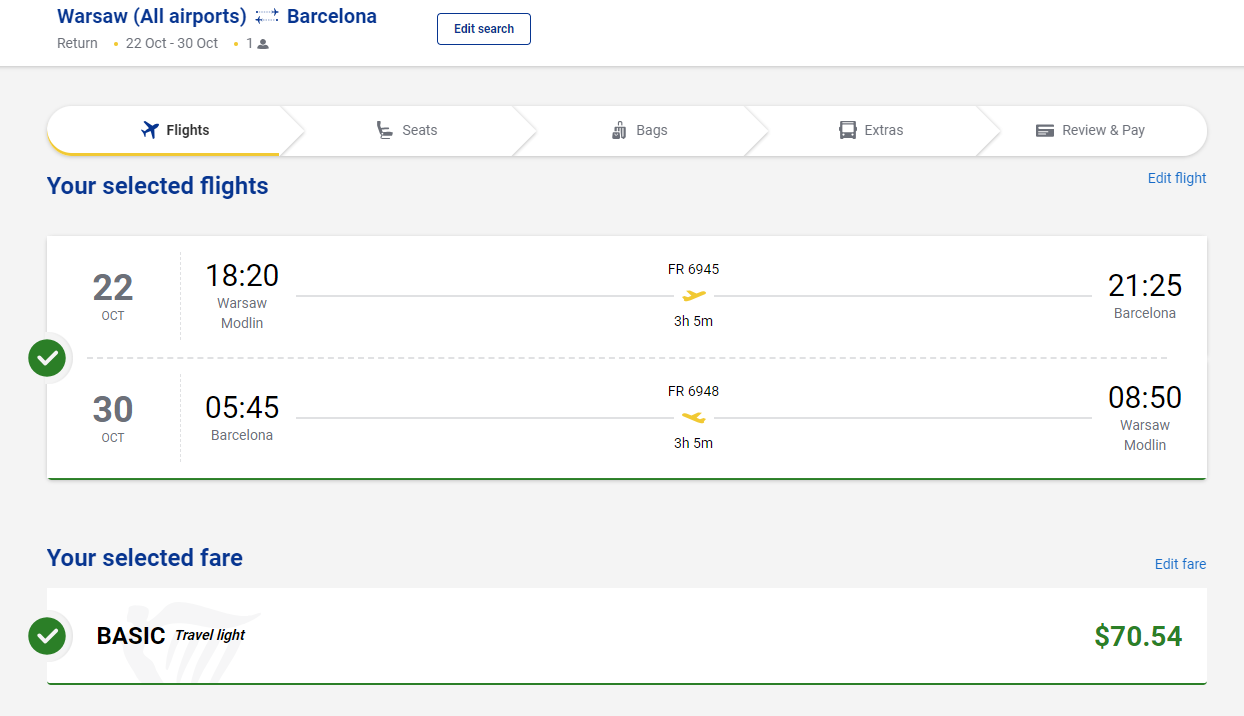 Warsaw (All airports) Barcelona
Return • 22 Oct - 30 Oct • 1
Edit search
Flights
Seats
Bags
Extras
Review & Pay
Your selected flights
Edit flight
22
OCT
18:20
Warsaw
Modlin
FR 6945
3h 5m
21:25
Barcelona
30
OCT
05:45
Barcelona
FR 6948
3h 5m
08:50
Warsaw
Modlin
Your selected fare
Edit fare
BASIC Travel light
$70.54